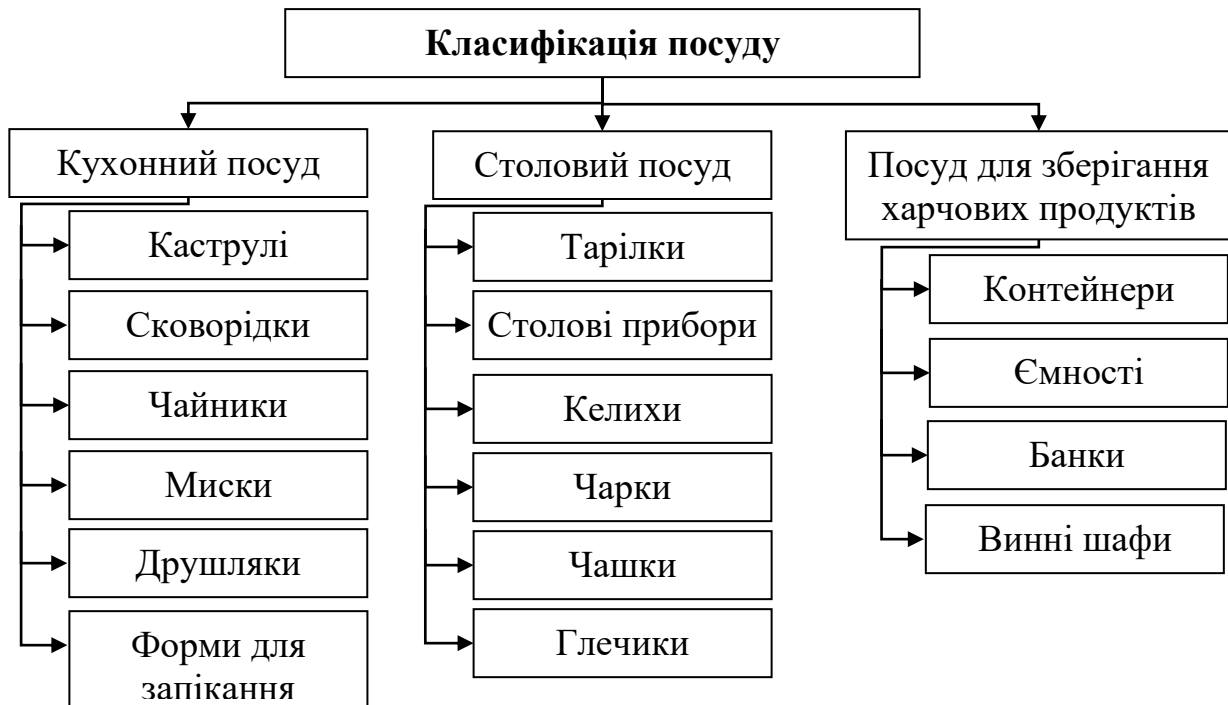 Класифікація посуду
Кухонний посуд
Каструлі
Сковорідки
Чайники
Миски
Друшляки
Форми для
запікання
Столовий посуд
Тарілки
Столові прибори
Келихи
Чарки
Чашки
Глечики
Посуд для зберігання
харчових продуктів
Контейнери
Ємності
Банки
Винні шафи